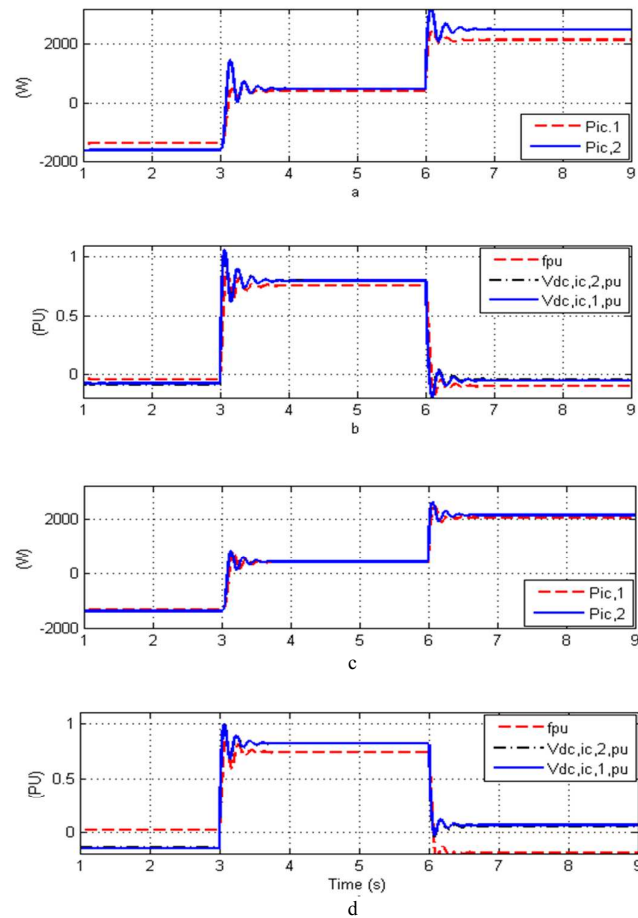 2000
0
-2000
(W)
Pic.1
Pic,2
1 2 3 4 5 6 7 8 9
a
1
0.5
0
(PU)
fpu
Vdc,ic,2,pu
Vdc,ic,1,pu
1 2 3 4 5 6 7 8 9
b
2000
0
-2000
(W)
Pic,1
Pic,2
1 2 3 4 5 6 7 8 9
c
1
0.5
0
(PU)
fpu
Vdc,ic,2,pu
Vdc,ic,1,pu
1 2 3 4 5 6 7 8 9
Time (s)
d